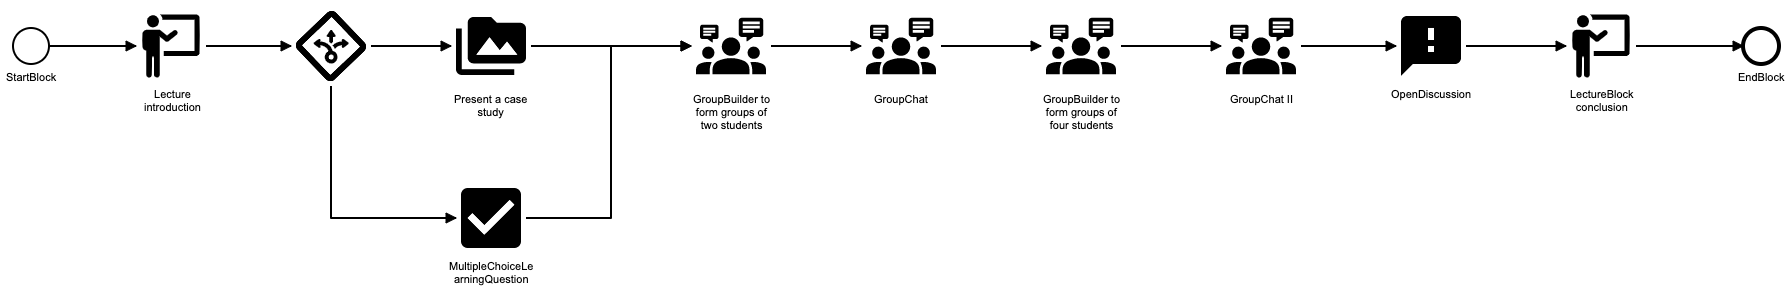 StartBlock
Lecture
introduction
Present a case
study
MultipleChoiceLe
arningQuestion
GroupBuilder to
form groups of
two students
GroupChat
GroupBuilder to
form groups of
four students
GroupChat II
OpenDiscussion
LectureBlock
conclusion
EndBlock